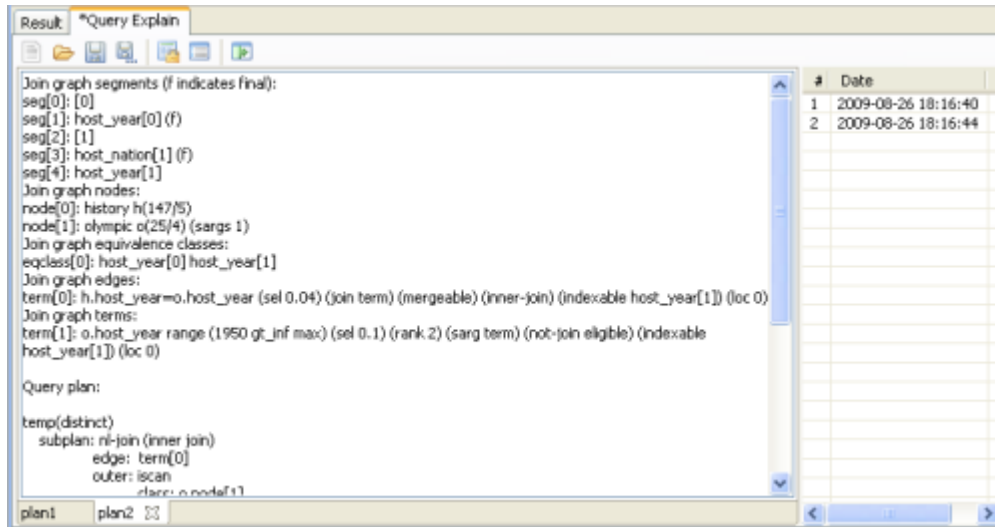 Result *Query Explain
Join graph segments (f indicates final):
seg[0]: [0]
seg[1]: host_year[0] (f)
seg[2]: [1]
seg[3]: host_nation[1] (f)
seg[4]: host_year[1]
Join graph nodes:
node[0]: history h(147/5)
node[1]: olympic o(25/4) (sargs 1)
Join graph equivalence classes:
eqclass[0]: host_year[0] host_year[1]
Join graph edges:
term[0]: h.host_year=o.host_year (sel 0.04) (join term) (mergeable) (inner-join) (indexable host_year[1]) (loc 0)
Join graph terms:
term[1]: o.host_year range (1950 gt_inf max) (sel 0.1) (rank 2) (sarg term) (not-join eligible) (indexable
host_year[1]) (loc 0)
Query plan:
temp(distinct)
subplan: nl-join (inner join)
edge: term[0]
outer: iscan
class: o node[1]
plan1 plan2
# Date
1 2009-08-26 18:16:40
2 2009-08-26 18:16:44